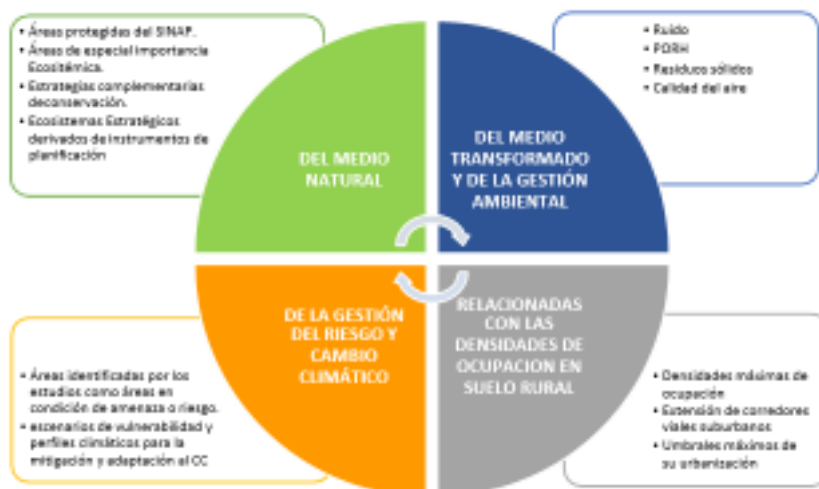 • Áreas protegidas del SINAP.
• Áreas de especial importancia
Ecositémica.
• Estrategias complementarias
deconservación.
• Ecosistemas Estratégicos
derivados de instrumentos de
planificación
DEL MEDIO
NATURAL
• Ruido
• PORH
• Residuos sólidos
• Calidad del aire
DEL MEDIO
TRANSFORMADO
Y DE LA GESTIÓN
AMBIENTAL
• Áreas identificadas por los
estudios como áreas en
condición de amenaza o riesgo.
• escenarios de vulnerabilidad y
perfiles climáticos para la
mitigación y adaptación al CC
DE LA GESTIÓN
DEL RIESGO Y
CAMBIO
CLIMÁTICO
RELACIONADAS
CON LAS
DENSIDADES DE
OCUPACION EN
SUELO RURAL
• Densidades máximas de
ocupación
• Extensión de corredores
viales suburbanos
• Umbrales máximos de
su urbanización